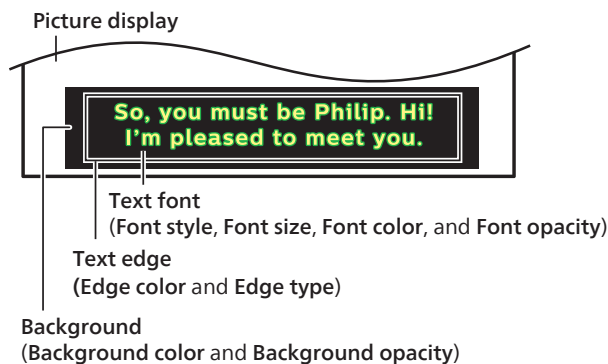 Picture display
So, you must be Philip. Hi!
I'm pleased to meet you.
Text font
(Font style, Font size, Font color, and Font opacity)
Text edge
(Edge color and Edge type)
Background
(Background color and Background opacity)